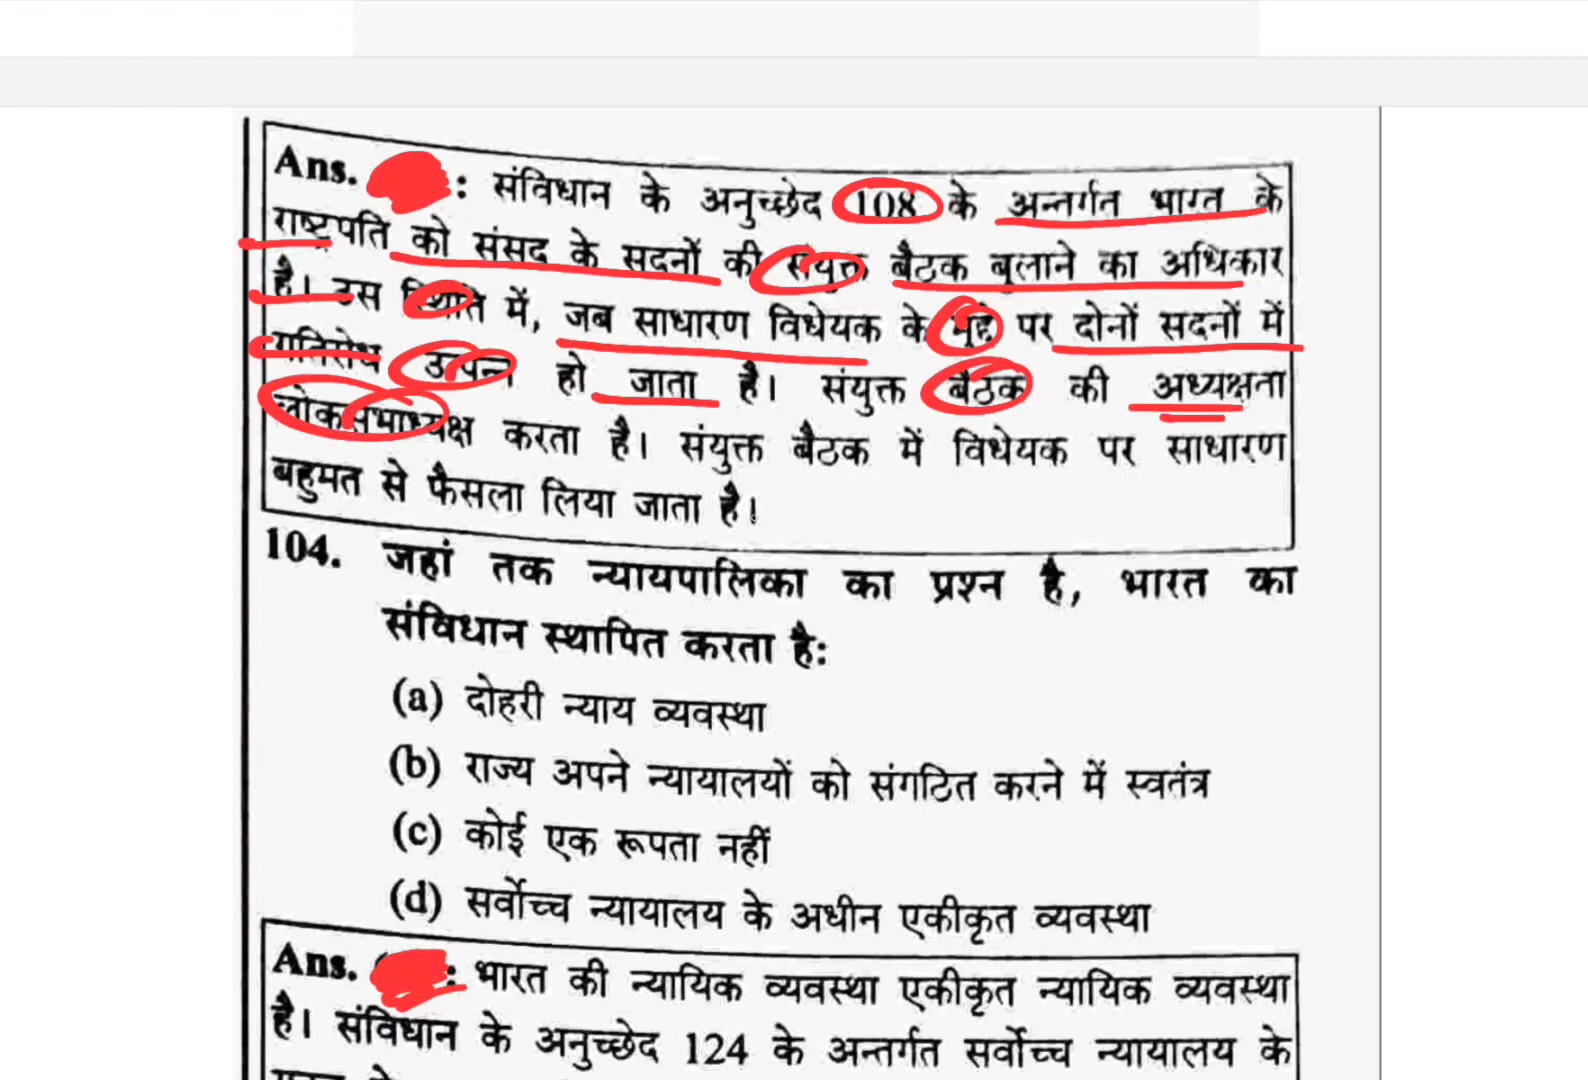 Ans. : संविधान के अनुच्छेद 108 के अन्तर्गत भारत के
राष्ट्रपति को संसद के सदनों की संयुक्त बैठक बुलाने का अधिकार
है। उस स्थिति में, जब साधारण विधेयक के मुद्दे पर दोनों सदनों में
गतिरोध उत्पन्न हो जाता है। संयुक्त बैठक की अध्यक्षता
लोकसभाध्यक्ष करता है। संयुक्त बैठक में विधेयक पर साधारण
बहुमत से फैसला लिया जाता है।
104. जहां तक न्यायपालिका का प्रश्न है, भारत का
संविधान स्थापित करता है:
(a) दोहरी न्याय व्यवस्था
(b) राज्य अपने न्यायालयों को संगठित करने में स्वतंत्र
(c) कोई एक रूपता नहीं
(d) सर्वोच्च न्यायालय के अधीन एकीकृत व्यवस्था
Ans. : भारत की न्यायिक व्यवस्था एकीकृत न्यायिक व्यवस्था
है। संविधान के अनुच्छेद 124 के अन्तर्गत सर्वोच्च न्यायालय के